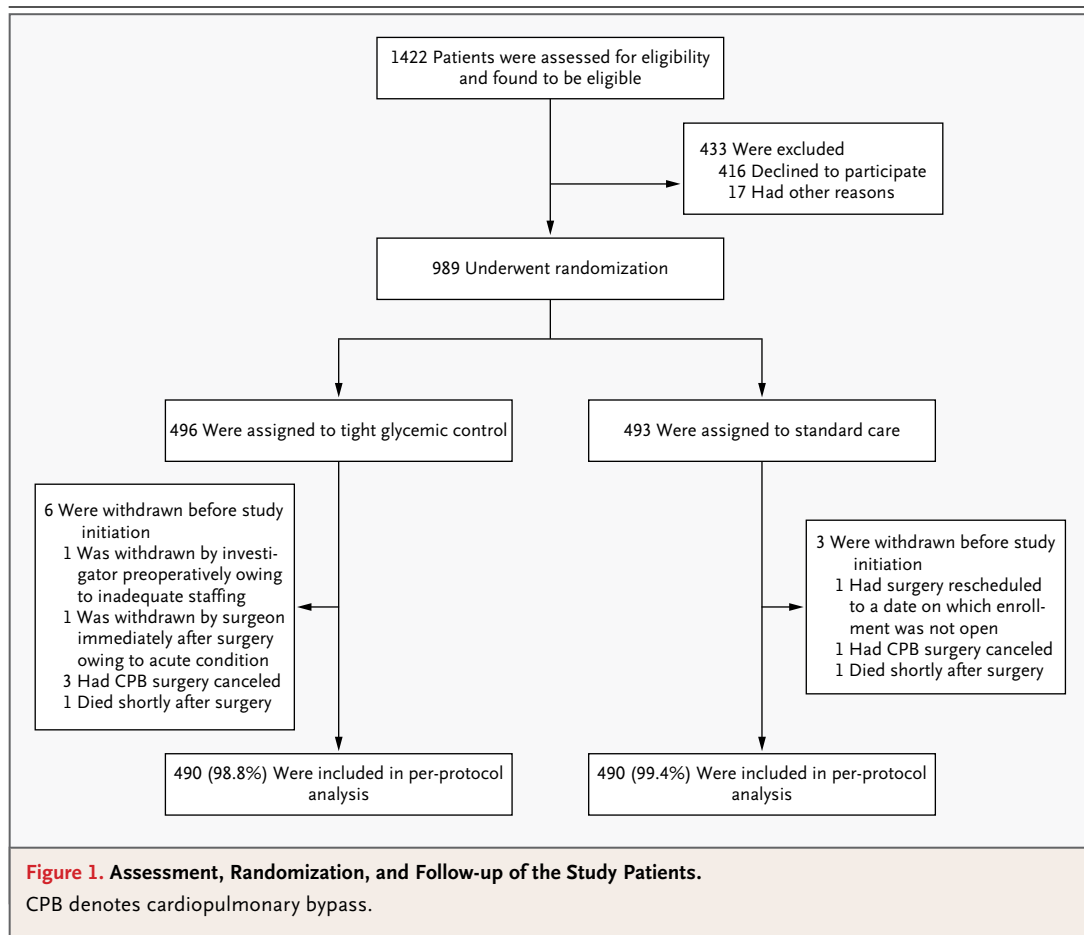 1422 Patients were assessed for eligibility
and found to be eligible
433 Were excluded
416 Declined to participate
17 Had other reasons
989 Underwent randomization
496 Were assigned to tight glycemic control
493 Were assigned to standard care
6 Were withdrawn before study
initiation
1 Was withdrawn by investi-
gator preoperatively owing
to inadequate staffing
1 Was withdrawn by surgeon
immediately after surgery
owing to acute condition
3 Had CPB surgery canceled
1 Died shortly after surgery
3 Were withdrawn before study
initiation
1 Had surgery rescheduled
to a date on which enroll-
ment was not open
1 Had CPB surgery canceled
1 Died shortly after surgery
490 (98.8%) Were included in per-protocol
analysis
490 (99.4%) Were included in per-protocol
analysis
Figure 1. Assessment, Randomization, and Follow-up of the Study Patients.
CPB denotes cardiopulmonary bypass.